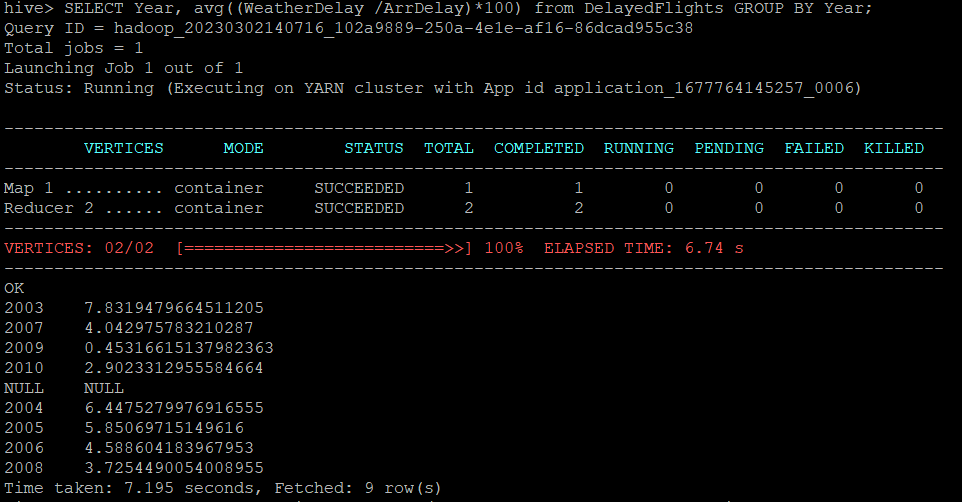 hive> SELECT Year, avg((WeatherDelay /ArrDelay)*100) from DelayedFlights GROUP BY Year;
Query ID = hadoop_20230302140716_102a9889-250a-4e1e-af16-86dcad955c38
Total jobs = 1
Launching Job 1 out of 1
Status: Running (Executing on YARN cluster with App id application_1677764145257_0006)
----------------------------------------------------------------------------------------------
        VERTICES      MODE        STATUS  TOTAL  COMPLETED  RUNNING  PENDING  FAILED  KILLED
----------------------------------------------------------------------------------------------
Map 1 .......... container     SUCCEEDED      1          1        0        0       0       0
Reducer 2 ...... container     SUCCEEDED      2          2        0        0       0       0
----------------------------------------------------------------------------------------------
VERTICES: 02/02  [==========================>>] 100%  ELAPSED TIME: 6.74 s
----------------------------------------------------------------------------------------------
OK
2003    7.8319479664511205
2007    4.042975783210287
2009    0.45316615137982363
2010    2.9023312955584664
NULL    NULL
2004    6.4475279976916555
2005    5.85069715149616
2006    4.588604183967953
2008    3.7254490054008955
Time taken: 7.195 seconds, Fetched: 9 row(s)